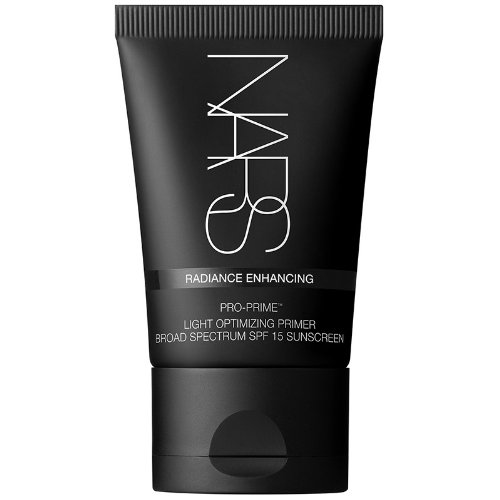 NARS
RADIANCE ENHANCING
PRO-PRIME™
LIGHT OPTIMIZING PRIMER
BROAD SPECTRUM SPF 15 SUNSCREEN